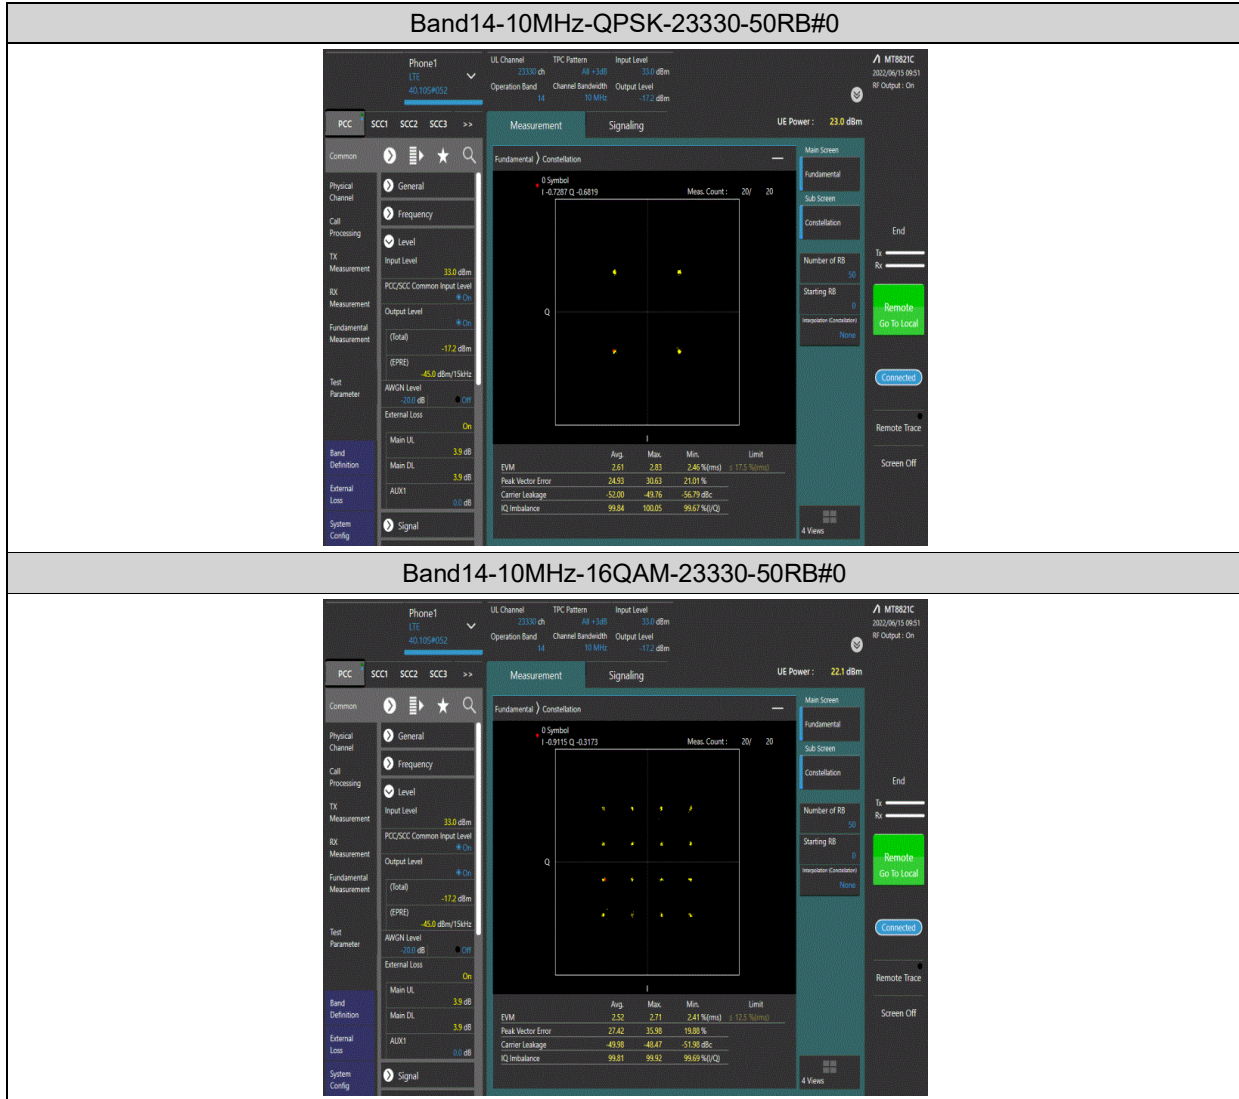 Band14-10MHz-QPSK-23330-50RB#0
Phone1
LTE
40.10S#052
UL Channel TPC Pattern Input Level
23330 ch All +3dB 33.0 dBm
Operation Band Channel Bandwidth Output Level
14 10 MHz -17.2 dBm
MT8821C
2022/06/15 09:51
RF Output : On
PCC SCC1 SCC2 SCC3 >>
Measurement Signaling
UE Power : 23.0 dBm
Common
Physical Channel
Call Processing
TX Measurement
RX Measurement
Fundamental Measurement
Test Parameter
Band Definition
External Loss
System Config
General
Frequency
Level
Input Level
33.0 dBm
PCC/SCC Common Input Level
On
Output Level
On
(Total)
-17.2 dBm
(EPRE)
-45.0 dBm/15kHz
AWGN Level
-20.0 dB Off
External Loss
On
Main UL
3.9 dB
Main DL
3.9 dB
AUX1
0.0 dB
Signal
Fundamental Constellation
0 Symbol
I -0.7287 Q -0.6819 Meas. Count : 20/ 20
Q
I
Avg. Max. Min. Limit
EVM 2.61 2.83 2.46 %(rms) ≤ 17.5 %(rms)
Peak Vector Error 24.93 30.63 21.01 %
Carrier Leakage -52.00 -49.76 -56.79 dBc
IQ Imbalance 99.84 100.05 99.67 %(I/Q)
Main Screen
Fundamental
Sub Screen
Constellation
Number of RB
50
Starting RB
0
Interpolation (Constellation)
None
4 Views
End
Tx
Rx
Remote
Go To Local
Connected
Remote Trace
Screen Off
Band14-10MHz-16QAM-23330-50RB#0
Phone1
LTE
40.10S#052
UL Channel TPC Pattern Input Level
23330 ch All +3dB 33.0 dBm
Operation Band Channel Bandwidth Output Level
14 10 MHz -17.2 dBm
MT8821C
2022/06/15 09:51
RF Output : On
PCC SCC1 SCC2 SCC3 >>
Measurement Signaling
UE Power : 22.1 dBm
Common
Physical Channel
Call Processing
TX Measurement
RX Measurement
Fundamental Measurement
Test Parameter
Band Definition
External Loss
System Config
General
Frequency
Level
Input Level
33.0 dBm
PCC/SCC Common Input Level
On
Output Level
On
(Total)
-17.2 dBm
(EPRE)
-45.0 dBm/15kHz
AWGN Level
-20.0 dB Off
External Loss
On
Main UL
3.9 dB
Main DL
3.9 dB
AUX1
0.0 dB
Signal
Fundamental Constellation
0 Symbol
I -0.9115 Q -0.3173 Meas. Count : 20/ 20
Q
I
Avg. Max. Min. Limit
EVM 2.52 2.71 2.41 %(rms) ≤ 12.5 %(rms)
Peak Vector Error 27.42 35.98 19.88 %
Carrier Leakage -49.98 -48.47 -51.98 dBc
IQ Imbalance 99.81 99.92 99.69 %(I/Q)
Main Screen
Fundamental
Sub Screen
Constellation
Number of RB
50
Starting RB
0
Interpolation (Constellation)
None
4 Views
End
Tx
Rx
Remote
Go To Local
Connected
Remote Trace
Screen Off